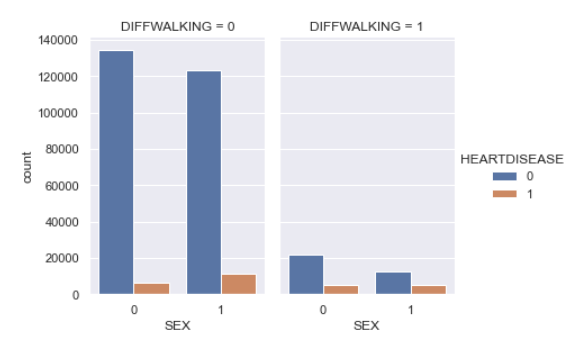 DIFFWALKING = 0
DIFFWALKING = 1
140000
120000
100000
80000
60000
40000
20000
0
count
0
1
0
1
SEX
SEX
HEARTDISEASE
0
1